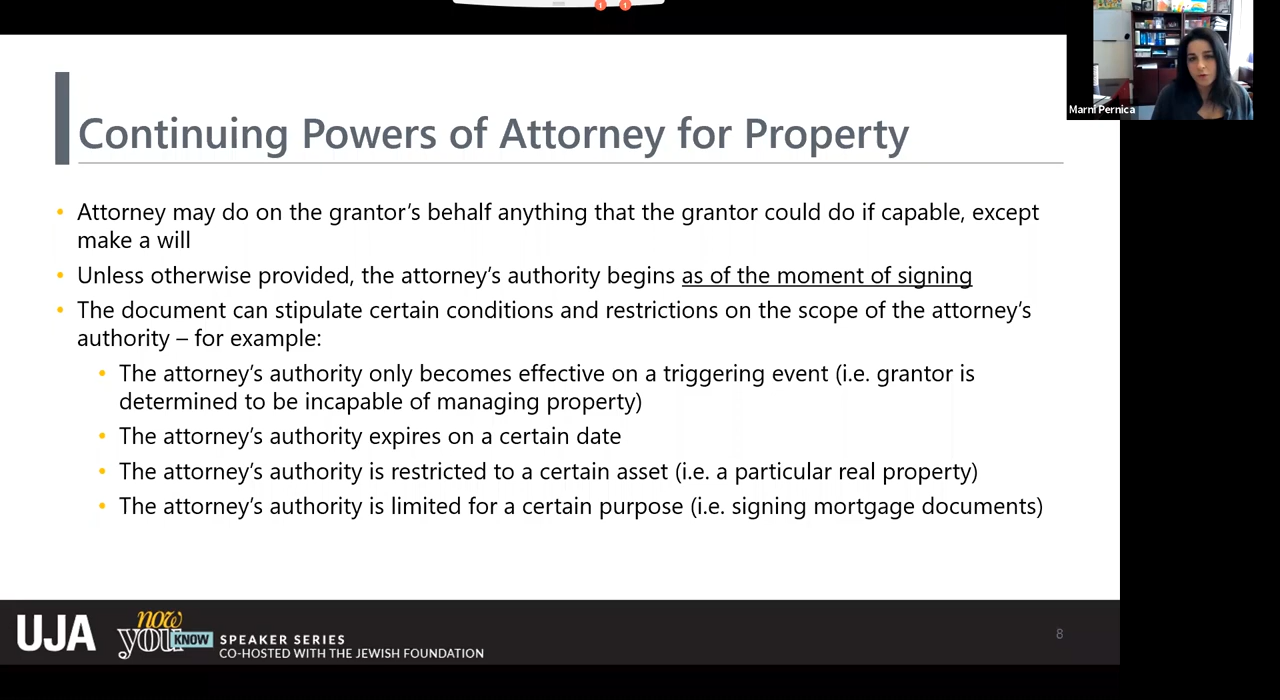 Marni Pernica
Continuing Powers of Attorney for Property
• Attorney may do on the grantor’s behalf anything that the grantor could do if capable, except
make a will
• Unless otherwise provided, the attorney’s authority begins as of the moment of signing
• The document can stipulate certain conditions and restrictions on the scope of the attorney’s
authority – for example:
• The attorney’s authority only becomes effective on a triggering event (i.e. grantor is
determined to be incapable of managing property)
• The attorney’s authority expires on a certain date
• The attorney’s authority is restricted to a certain asset (i.e. a particular real property)
• The attorney’s authority is limited for a certain purpose (i.e. signing mortgage documents)
UJA
now
you KNOW
SPEAKER SERIES
CO-HOSTED WITH THE JEWISH FOUNDATION
8